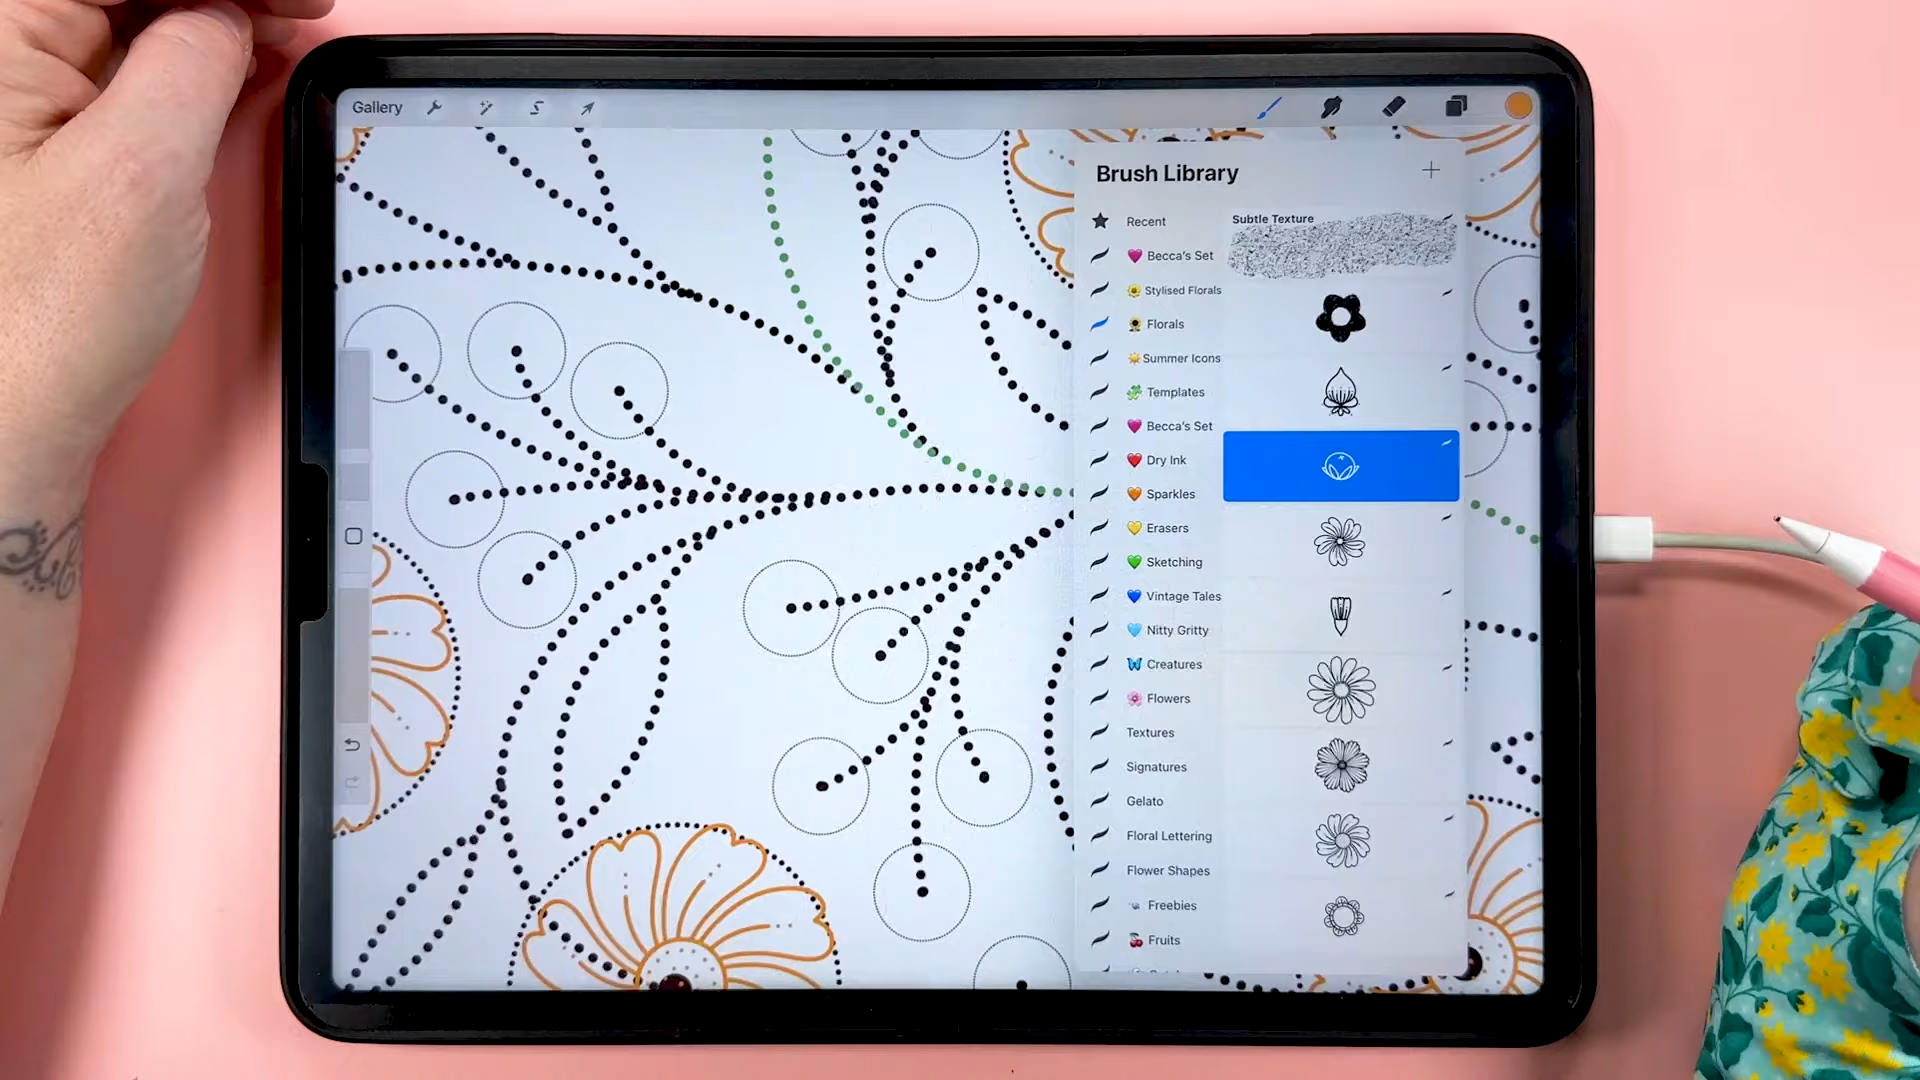 Gallery
Brush Library
Recent
Becca's Set
Stylised Florals
Florals
Summer Icons
Templates
Becca's Set
Dry Ink
Sparkles
Erasers
Sketching
Vintage Tales
Nitty Gritty
Creatures
Flowers
Textures
Signatures
Gelato
Floral Lettering
Flower Shapes
Freebies
Fruits
Subtle Texture